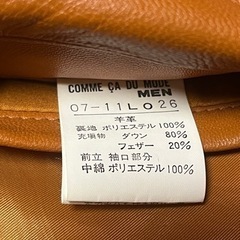 COMME ÇA DU MODE
MEN
07-11LO26
羊革
裏地 ポリエステル100%
充填物 ダウン 80%
フェザー 20%
前立 袖口部分
中綿 ポリエステル100%